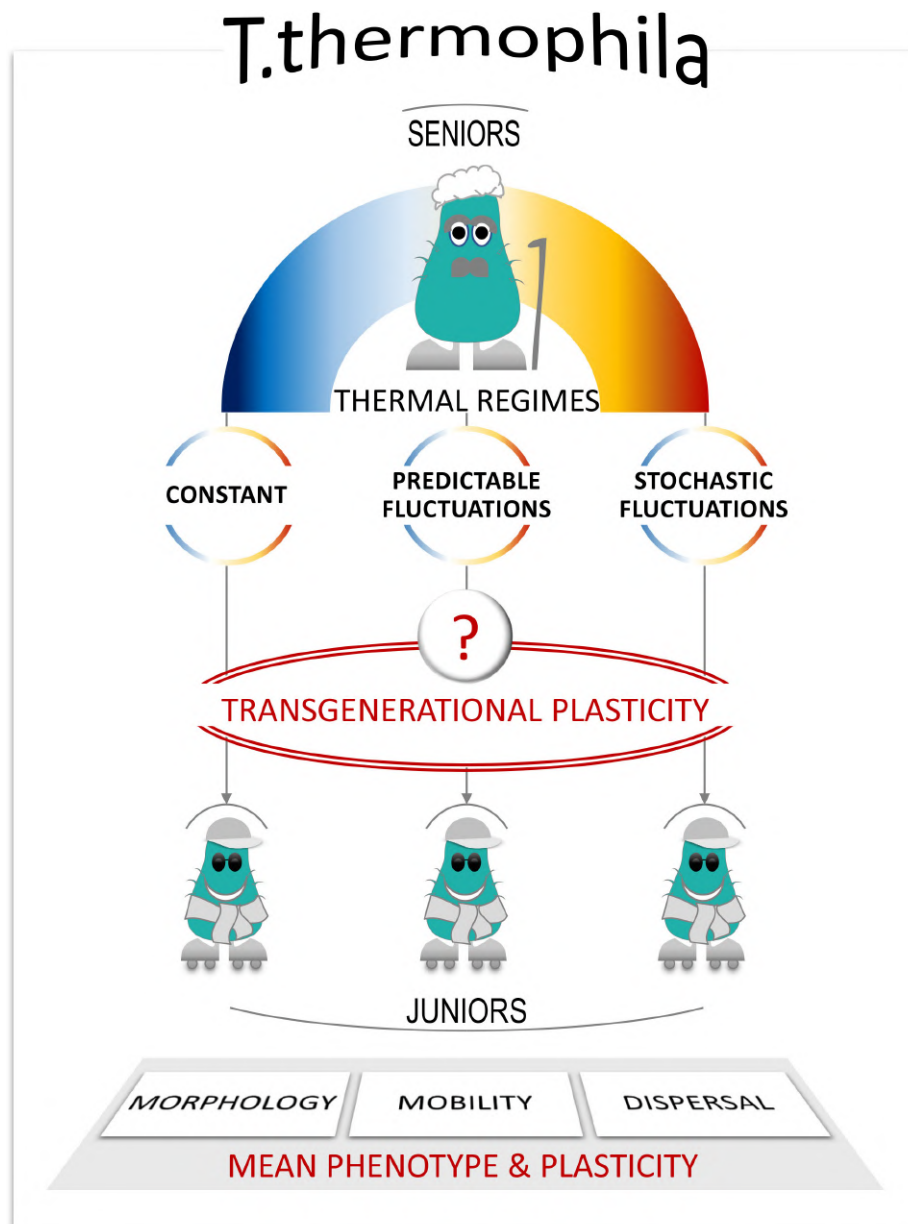 T.thermophila
SENIORS
THERMAL REGIMES
CONSTANT
PREDICTABLE
FLUCTUATIONS
STOCHASTIC
FLUCTUATIONS
?
TRANSGENERATIONAL PLASTICITY
JUNIORS
MORPHOLOGY
MOBILITY
DISPERSAL
MEAN PHENOTYPE & PLASTICITY